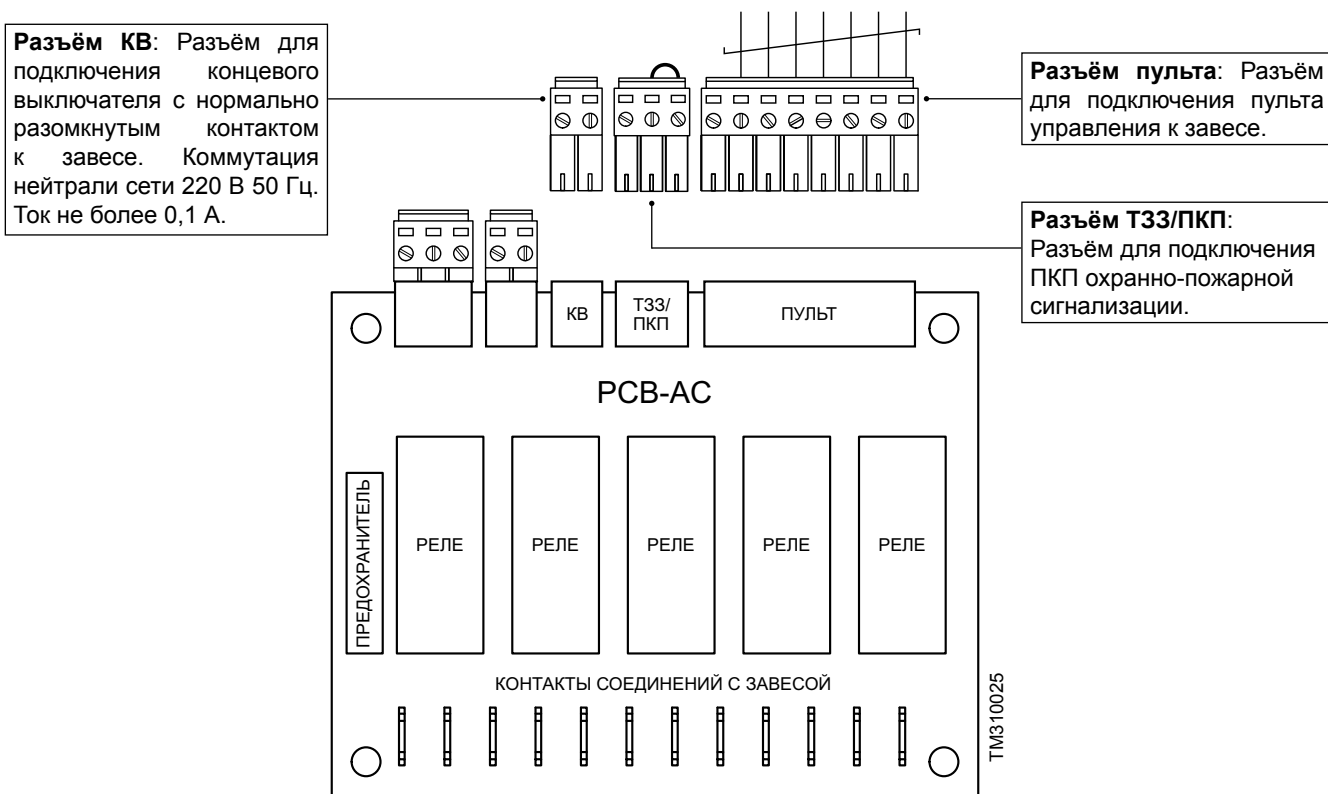 Разъём КВ: Разъём для
подключения концевого
выключателя с нормально
разомкнутым контактом
к завесе. Коммутация
нейтрали сети 220 В 50 Гц.
Ток не более 0,1 А.
Разъём пульта: Разъём
для подключения пульта
управления к завесе.
Разъём ТЗЗ/ПКП:
Разъём для подключения
ПКП охранно-пожарной
сигнализации.
КВ
ТЗЗ/
ПКП
ПУЛЬТ
PCB-AC
ПРЕДОХРАНИТЕЛЬ
РЕЛЕ
РЕЛЕ
РЕЛЕ
РЕЛЕ
РЕЛЕ
КОНТАКТЫ СОЕДИНЕНИЙ С ЗАВЕСОЙ
TM310025